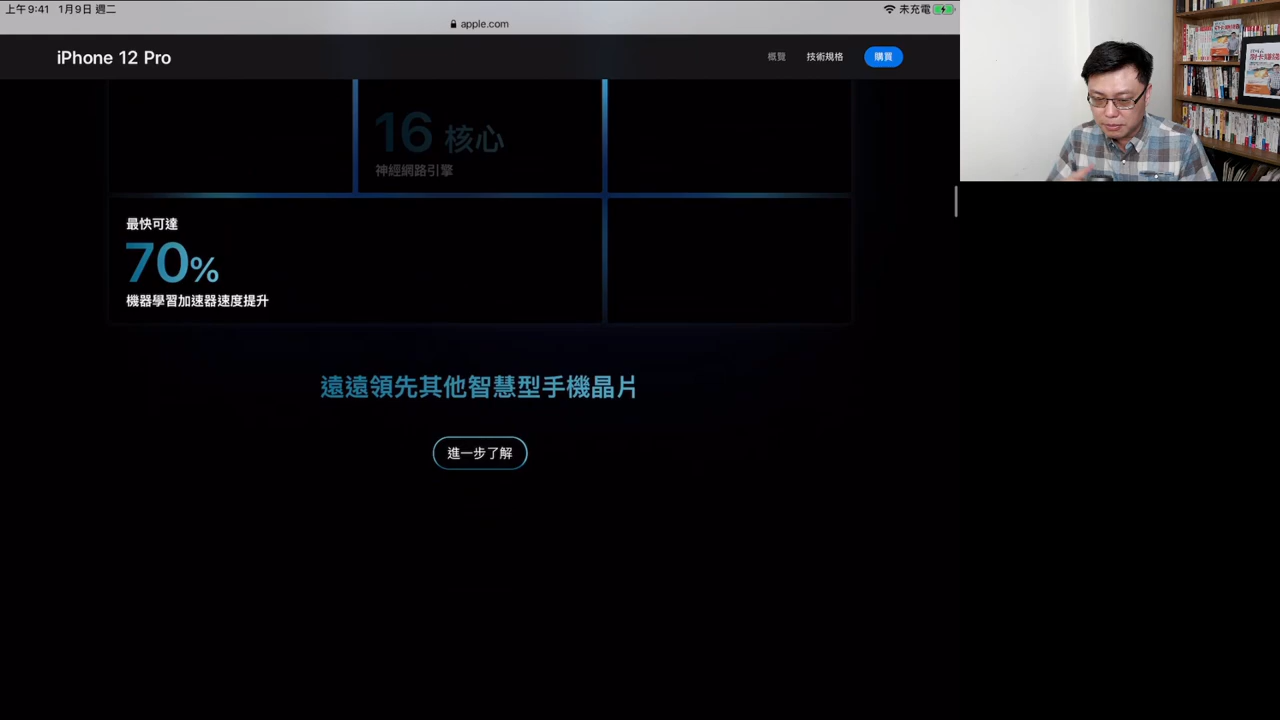 上午9:41 1月9日 週二
未充電
apple.com
iPhone 12 Pro
概覽 技術規格 購買
16 核心
神經網路引擎
最快可達
70%
機器學習加速器速度提升
遠遠領先其他智慧型手機晶片
進一步了解